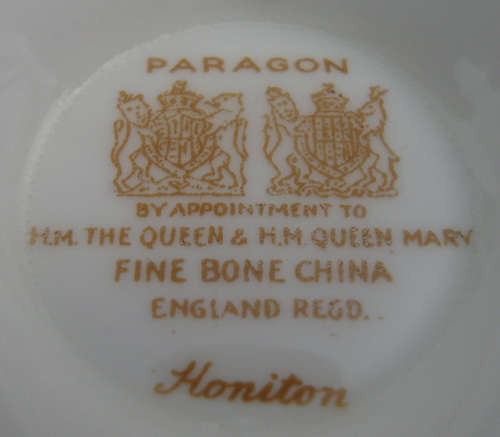 PARAGON
BY APPOINTMENT TO
H.M. THE QUEEN & H.M. QUEEN MARY
FINE BONE CHINA
ENGLAND REGD.
Honiton